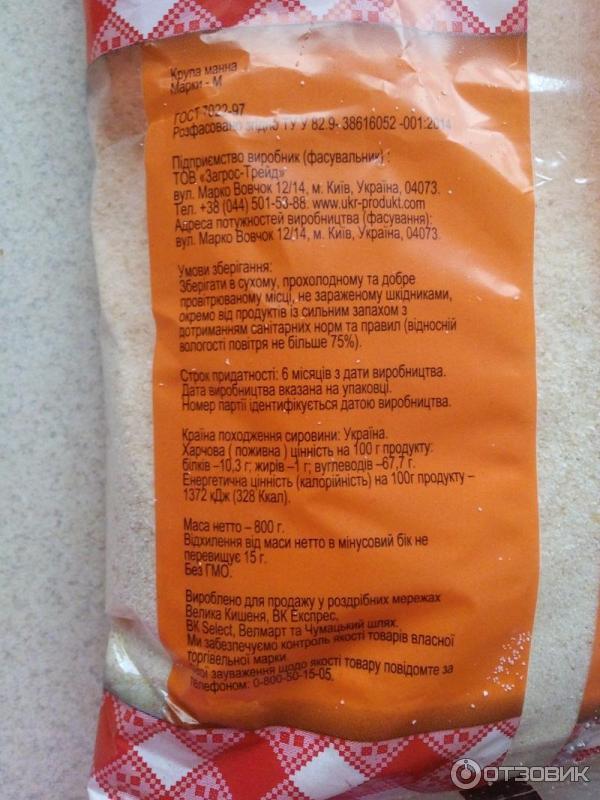 Крупа манна
Марки - М
ГОСТ 7022-97
Розфасовано згідно ТУ У 82.9- 38616052 -001:2014
Підприємство виробник (фасувальник) :
ТОВ «Загрос-Трейд»
вул. Марко Вовчок 12/14, м. Київ, Україна, 04073.
Тел. +38 (044) 501-53-88. www.ukr-produkt.com
Адреса потужностей виробництва (фасування):
вул. Марко Вовчок 12/14, м. Київ, Україна, 04073.
Умови зберігання:
Зберігати в сухому, прохолодному та добре
провітрюваному місці, не зараженому шкідниками,
окремо від продуктів із сильним запахом з
дотриманням санітарних норм та правил (відносній
вологості повітря не більше 75%).
Строк придатності: 6 місяців з дати виробництва.
Дата виробництва вказана на упаковці.
Номер партії ідентифікується датою виробництва.
Країна походження сировини: Україна.
Харчова ( поживна ) цінність на 100 г продукту:
білків –10,3 г; жирів –1 г; вуглеводів –67,7 г.
Енергетична цінність (калорійність) на 100г продукту –
1372 кДж (328 Ккал).
Маса нетто – 800 г.
Відхилення від маси нетто в мінусовий бік не
перевищує 15 г.
Без ГМО.
Вироблено для продажу у роздрібних мережах
Велика Кишеня, ВК Експрес,
ВК Select, Велмарт та Чумацький шлях.
Ми забезпечуємо контроль якості товарів власної
торгівельної марки
зауваження щодо якості товару повідомте за
телефоном: 0-800-50-15-05.
ОТЗОВИК